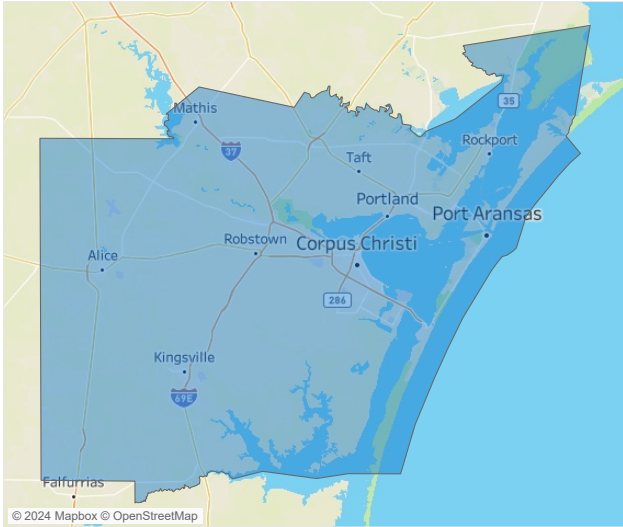 Mathis
35
37
Rockport
Taft
Portland
Port Aransas
Robstown
Corpus Christi
Alice
286
Kingsville
69E
Falfurrias
© 2024 Mapbox © OpenStreetMap